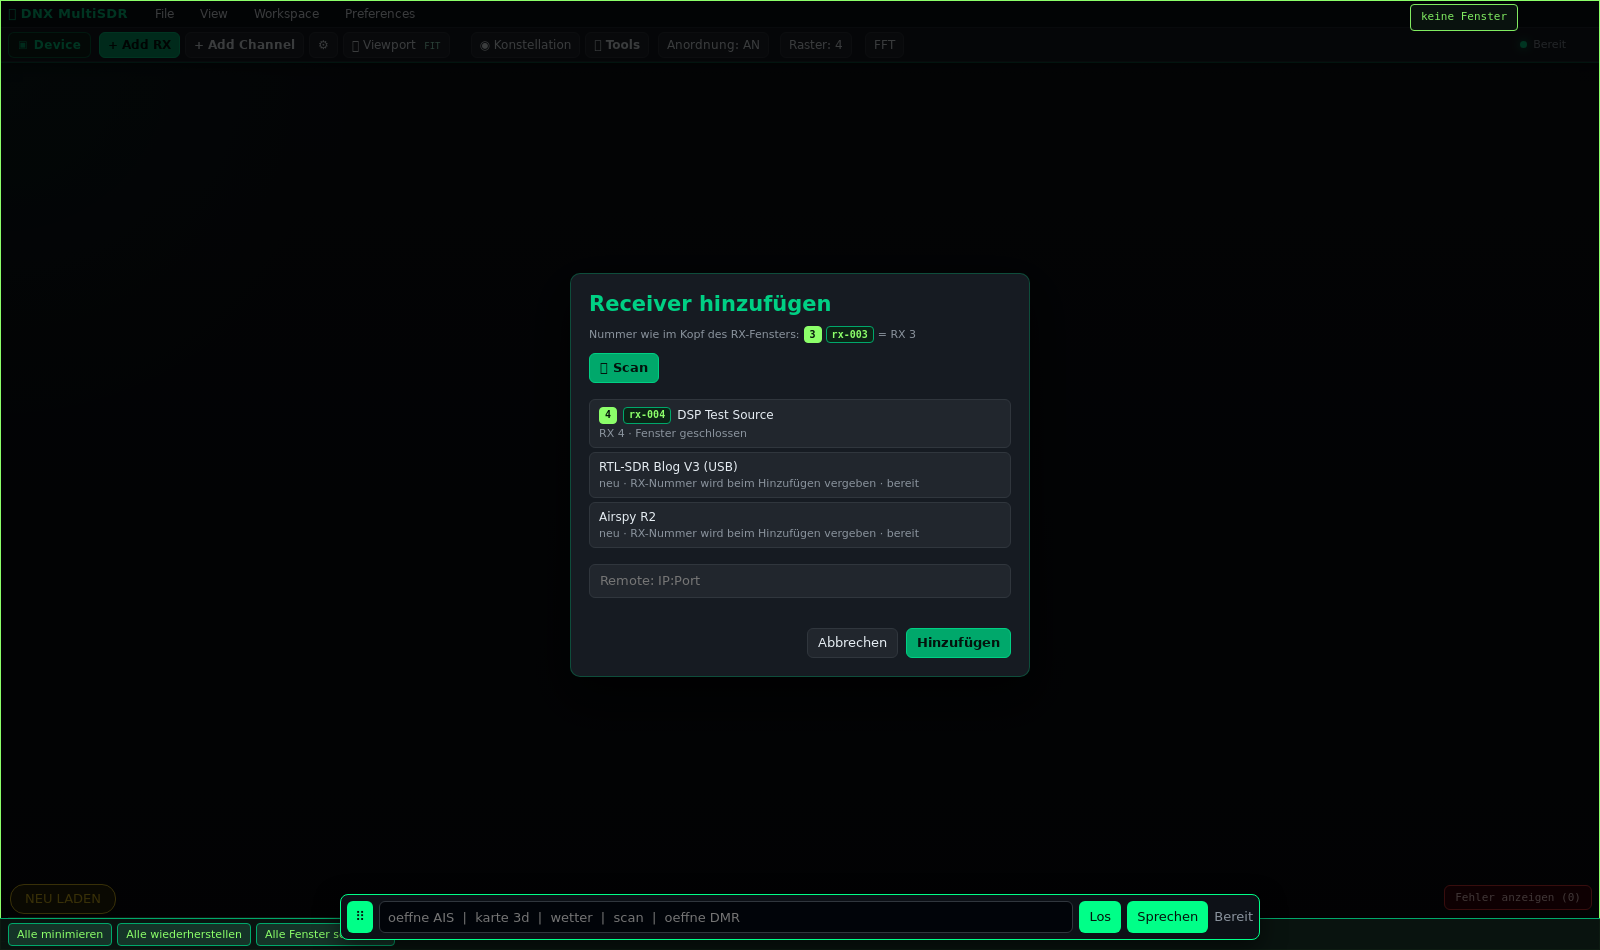 DNX MultiSDR File View Workspace Preferences
keine Fenster
Device + Add RX + Add Channel Viewport FIT Konstellation Tools Anordnung: AN Raster: 4 FFT Bereit
Receiver hinzufügen
Nummer wie im Kopf des RX-Fensters: 3 rx-003 = RX 3
Scan
4 rx-004 DSP Test Source
RX 4 · Fenster geschlossen
RTL-SDR Blog V3 (USB)
neu · RX-Nummer wird beim Hinzufügen vergeben · bereit
Airspy R2
neu · RX-Nummer wird beim Hinzufügen vergeben · bereit
Remote: IP:Port
Abbrechen Hinzufügen
NEU LADEN
Fehler anzeigen (0)
oeffne AIS | karte 3d | wetter | scan | oeffne DMR Los Sprechen Bereit
Alle minimieren Alle wiederherstellen Alle Fenster